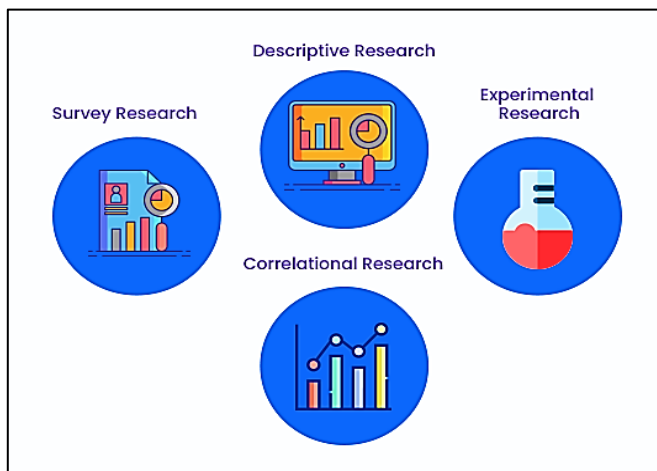 Descriptive Research
Survey Research
Experimental
Research
Correlational Research